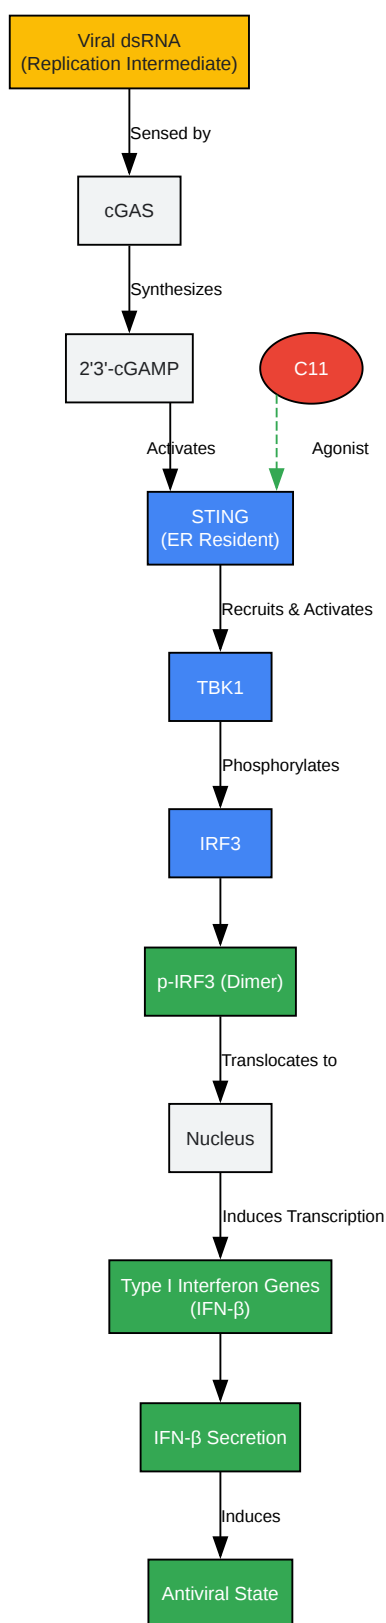 Viral dsRNA
(Replication Intermediate)
Sensed by
cGAS
Synthesizes
2'3'-cGAMP
C11
Activates
Agonist
STING
(ER Resident)
Recruits & Activates
TBK1
Phosphorylates
IRF3
p-IRF3 (Dimer)
Translocates to
Nucleus
Induces Transcription
Type I Interferon Genes
(IFN-β)
IFN-β Secretion
Induces
Antiviral State